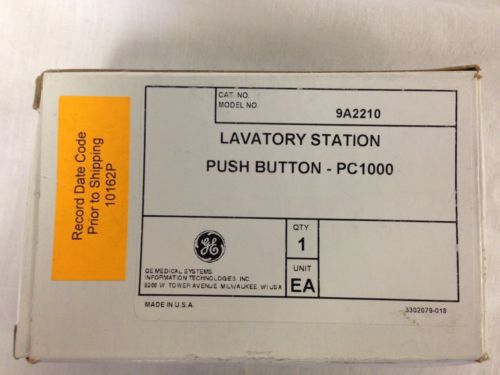 Record Date Code
Prior to Shipping
10162P
CAT. NO.
MODEL NO.
9A2210
LAVATORY STATION
PUSH BUTTON - PC1000
GE
QTY.
1
UNIT
EA
GE MEDICAL SYSTEMS
INFORMATION TECHNOLOGIES, INC.
8200 W. TOWER AVENUE, MILWAUKEE, WI USA
MADE IN U.S.A.
3302079-018